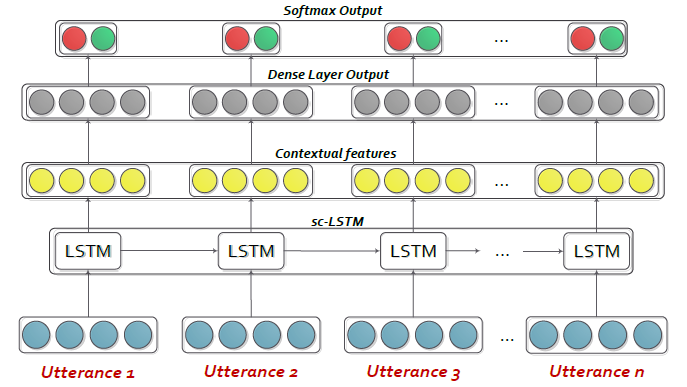 Softmax Output
...
Dense Layer Output
...
Contextual features
...
sc-LSTM
LSTM LSTM LSTM ... LSTM
...
Utterance 1 Utterance 2 Utterance 3 Utterance n